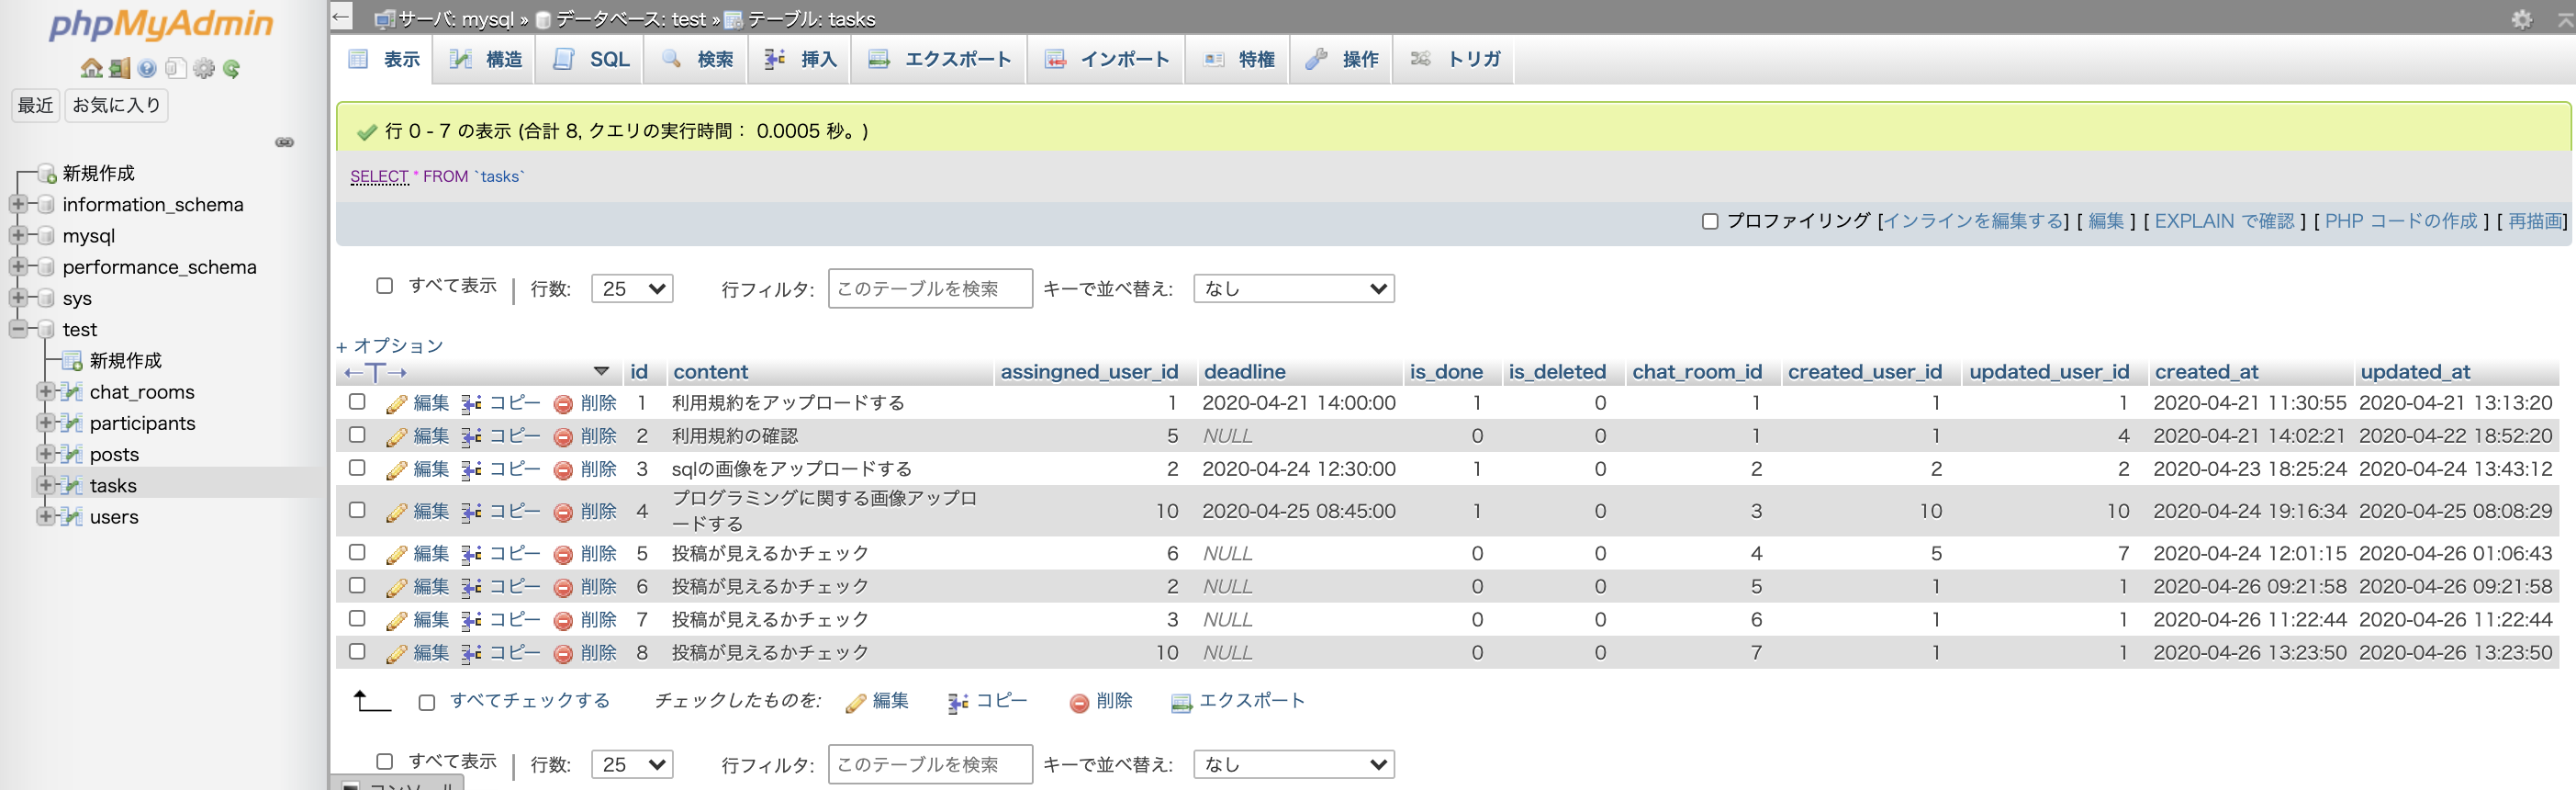 phpMyAdmin
最近 お気に入り
新規作成
information_schema
mysql
performance_schema
sys
test
新規作成
chat_rooms
participants
posts
tasks
users
サーバ: mysql » データベース: test » テーブル: tasks
表示 構造 SQL 検索 挿入 エクスポート インポート 特権 操作 トリガ
行 0 - 7 の表示 (合計 8, クエリの実行時間： 0.0005 秒。)
SELECT * FROM `tasks`
プロファイリング [インラインを編集する] [ 編集 ] [ EXPLAIN で確認 ] [ PHP コードの作成 ] [ 再描画]
すべて表示 | 行数: 25 行フィルタ: このテーブルを検索 キーで並べ替え: なし
+ オプション
←T→ id content assingned_user_id deadline is_done is_deleted chat_room_id created_user_id updated_user_id created_at updated_at
編集 コピー 削除 1 利用規約をアップロードする 1 2020-04-21 14:00:00 1 0 1 1 1 2020-04-21 11:30:55 2020-04-21 13:13:20
編集 コピー 削除 2 利用規約の確認 5 NULL 0 0 1 1 4 2020-04-21 14:02:21 2020-04-22 18:52:20
編集 コピー 削除 3 sqlの画像をアップロードする 2 2020-04-24 12:30:00 1 0 2 2 2 2020-04-23 18:25:24 2020-04-24 13:43:12
編集 コピー 削除 4 プログラミングに関する画像アップロ
ードする 10 2020-04-25 08:45:00 1 0 3 10 10 2020-04-24 19:16:34 2020-04-25 08:08:29
編集 コピー 削除 5 投稿が見えるかチェック 6 NULL 0 0 4 5 7 2020-04-24 12:01:15 2020-04-26 01:06:43
編集 コピー 削除 6 投稿が見えるかチェック 2 NULL 0 0 5 1 1 2020-04-26 09:21:58 2020-04-26 09:21:58
編集 コピー 削除 7 投稿が見えるかチェック 3 NULL 0 0 6 1 1 2020-04-26 11:22:44 2020-04-26 11:22:44
編集 コピー 削除 8 投稿が見えるかチェック 10 NULL 0 0 7 1 1 2020-04-26 13:23:50 2020-04-26 13:23:50
すべてチェックする チェックしたものを: 編集 コピー 削除 エクスポート
すべて表示 | 行数: 25 行フィルタ: このテーブルを検索 キーで並べ替え: なし
コンソール